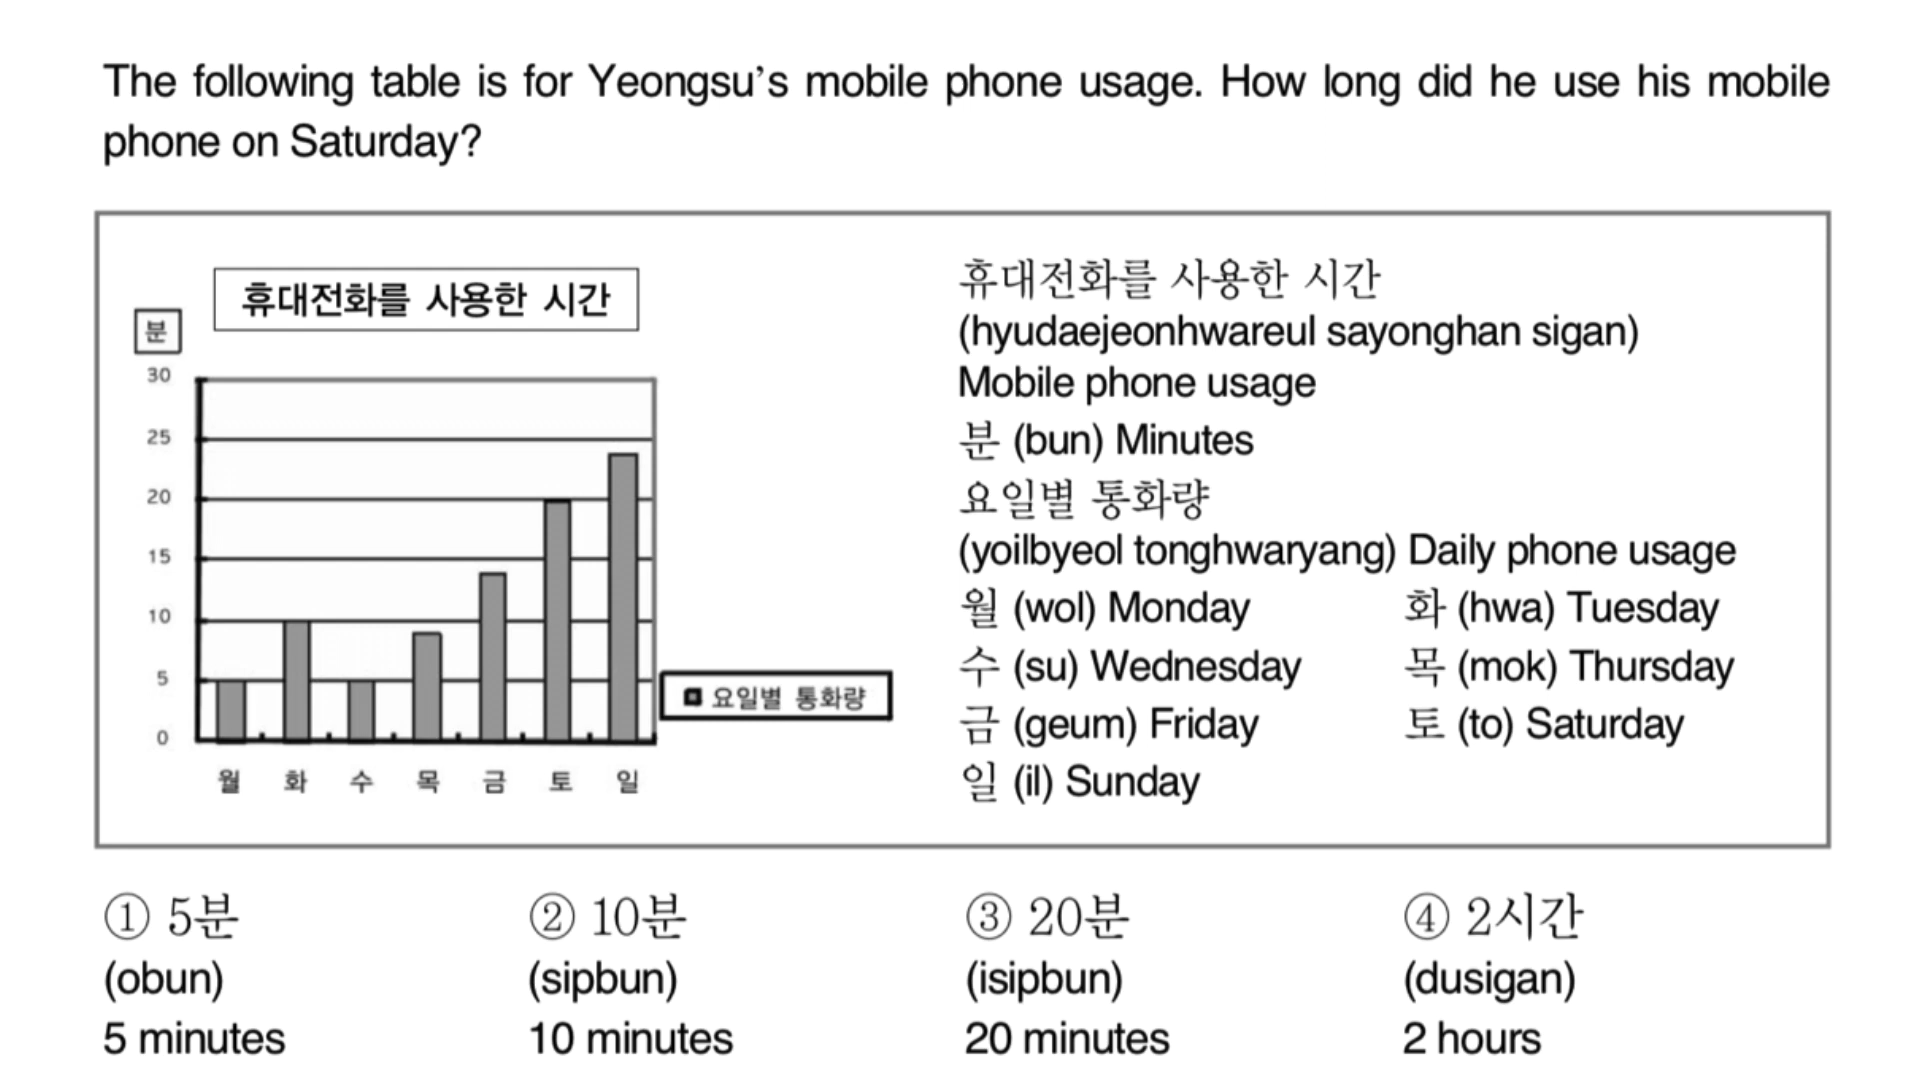 The following table is for Yeongsu’s mobile phone usage. How long did he use his mobile
phone on Saturday?
휴대전화를 사용한 시간
분
30
25
20
15
10
5
0
월 화 수 목 금 토 일
요일별 통화량
휴대전화를 사용한 시간
(hyudaejeonhwareul sayonghan sigan)
Mobile phone usage
분 (bun) Minutes
요일별 통화량
(yoilbyeol tonghwaryang) Daily phone usage
월 (wol) Monday 화 (hwa) Tuesday
수 (su) Wednesday 목 (mok) Thursday
금 (geum) Friday 토 (to) Saturday
일 (il) Sunday
① 5분 ② 10분 ③ 20분 ④ 2시간
(obun) (sipbun) (isipbun) (dusigan)
5 minutes 10 minutes 20 minutes 2 hours